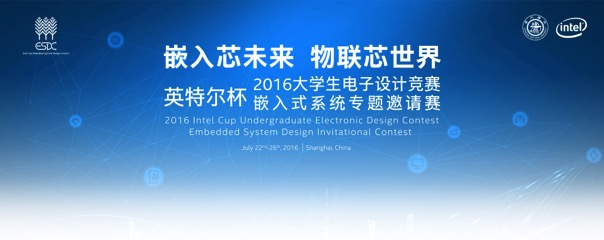 ESDC
intel
嵌入芯未来 物联芯世界
英特尔杯
2016大学生电子设计竞赛
嵌入式系统专题邀请赛
2016 Intel Cup Undergraduate Electronic Design Contest
Embedded System Design Invitational Contest
July 22nd-26th, 2016 | Shanghai, China